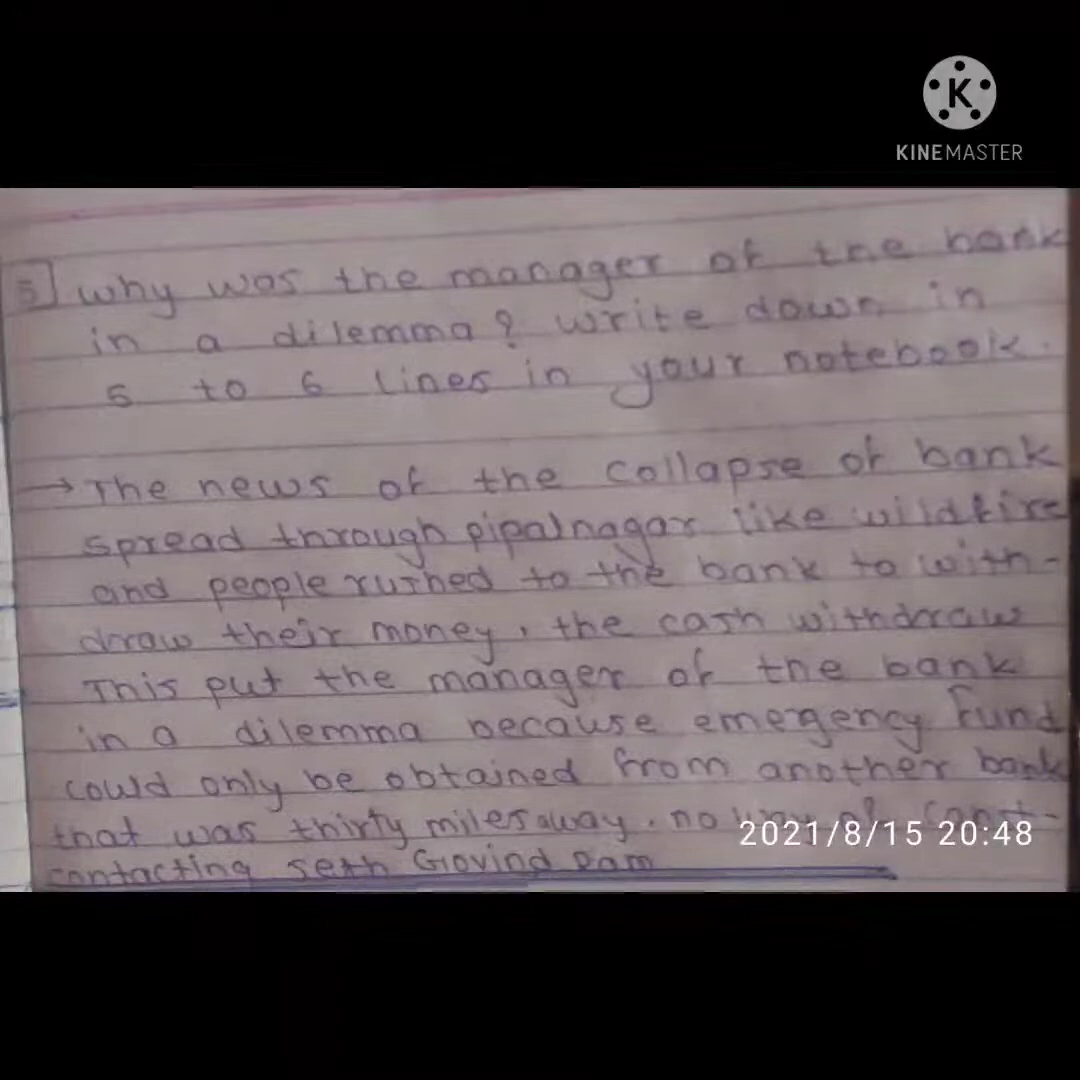 K
KINEMASTER
5] why was the manager of the bank
in a dilemma? write down in
5 to 6 lines in your notebook.
→ The news of the collapse of bank
spread through pipalnagar like wildfire
and people rushed to the bank to with-
draw their money, the cash withdraw
This put the manager of the bank
in a dilemma because emergency Fund
could only be obtained from another bank
that was thirty miles away. no
2021/8/15 20:48
contacting seth Govind Ram